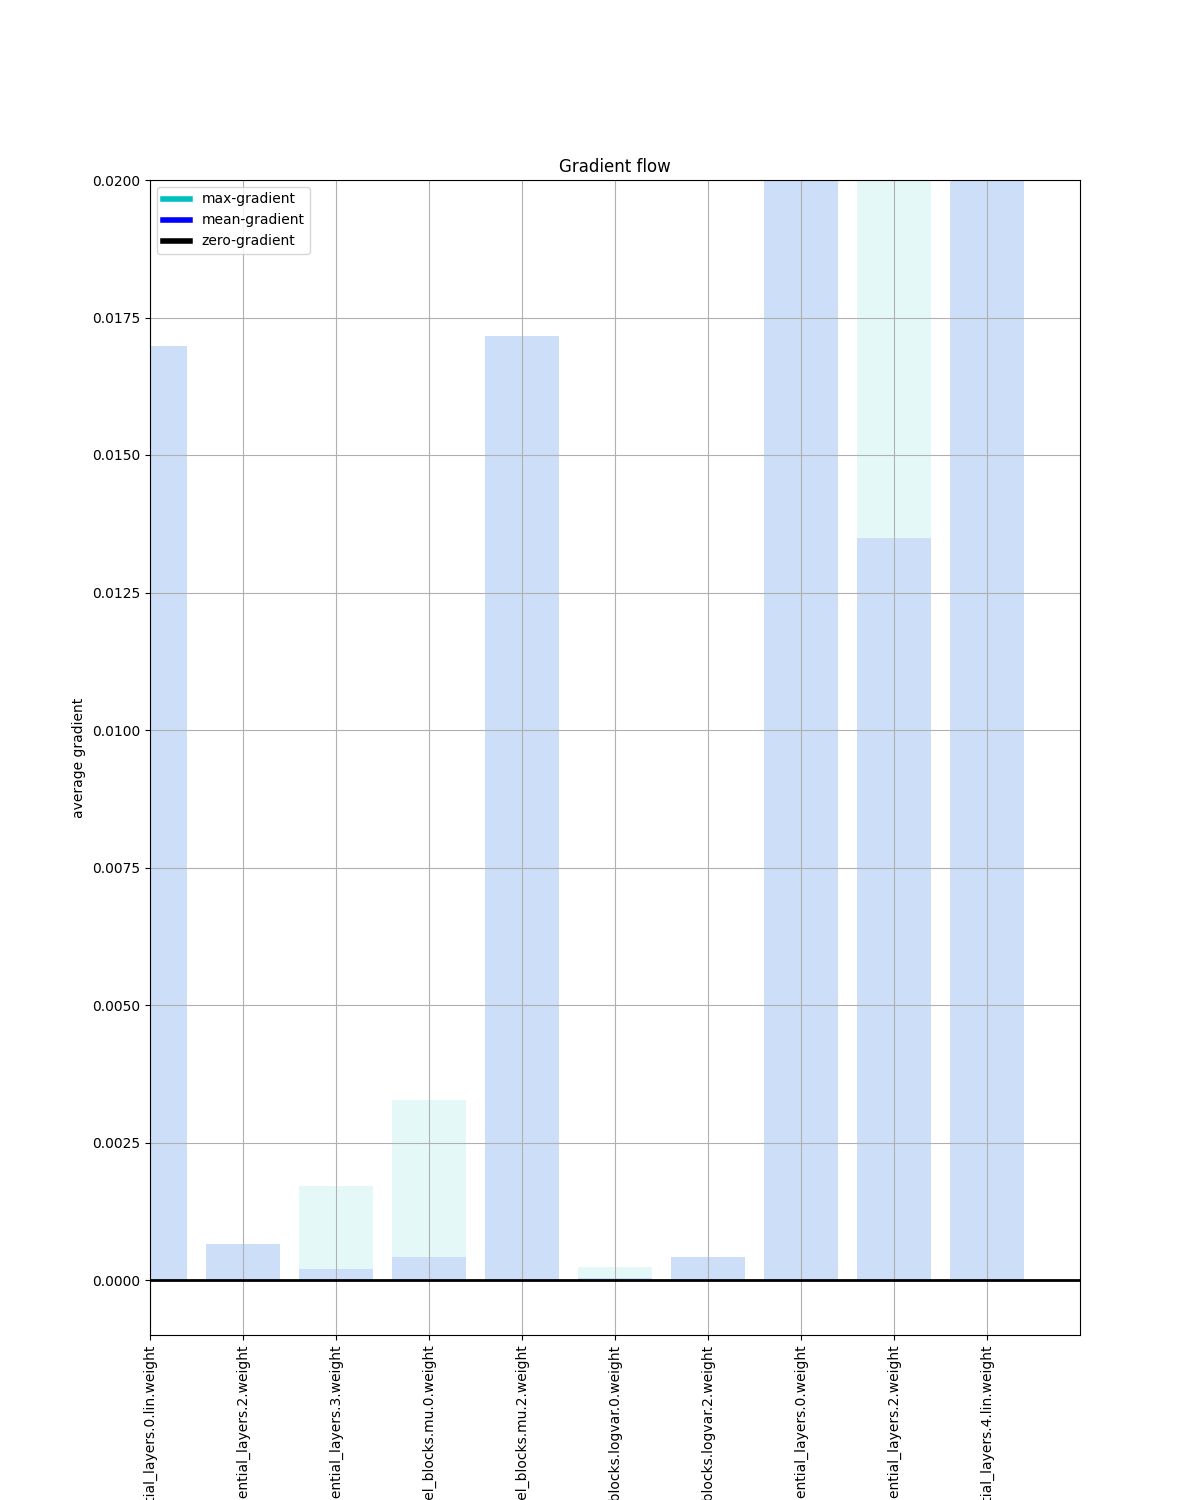 Gradient flow
max-gradient
mean-gradient
zero-gradient
0.0200
0.0175
0.0150
0.0125
0.0100
0.0075
0.0050
0.0025
0.0000
average gradient
tial_layers.0.lin.weight
ential_layers.2.weight
ential_layers.3.weight
el_blocks.mu.0.weight
el_blocks.mu.2.weight
blocks.logvar.0.weight
blocks.logvar.2.weight
ential_layers.0.weight
ential_layers.2.weight
tial_layers.4.lin.weight